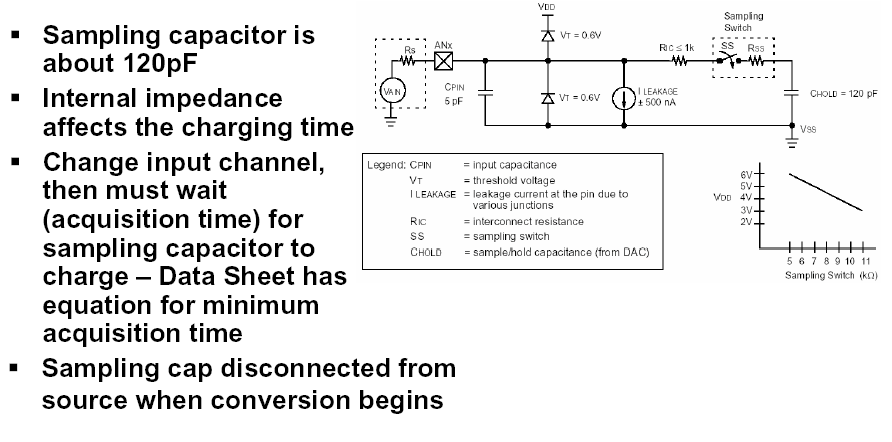 ▪ Sampling capacitor is
about 120pF
▪ Internal impedance
affects the charging time
▪ Change input channel,
then must wait
(acquisition time) for
sampling capacitor to
charge – Data Sheet has
equation for minimum
acquisition time
▪ Sampling cap disconnected from
source when conversion begins
VDD
Sampling
Switch
VT = 0.6V
RS
ANx
RIC ≤ 1k
SS
RSS
VAIN
CPIN
5 pF
VT = 0.6V
I LEAKAGE
± 500 nA
CHOLD = 120 pF
VSS
Legend: CPIN = input capacitance
VT = threshold voltage
I LEAKAGE = leakage current at the pin due to
various junctions
RIC = interconnect resistance
SS = sampling switch
CHOLD = sample/hold capacitance (from DAC)
6V
5V
VDD 4V
3V
2V
5 6 7 8 9 10 11
Sampling Switch (kΩ)